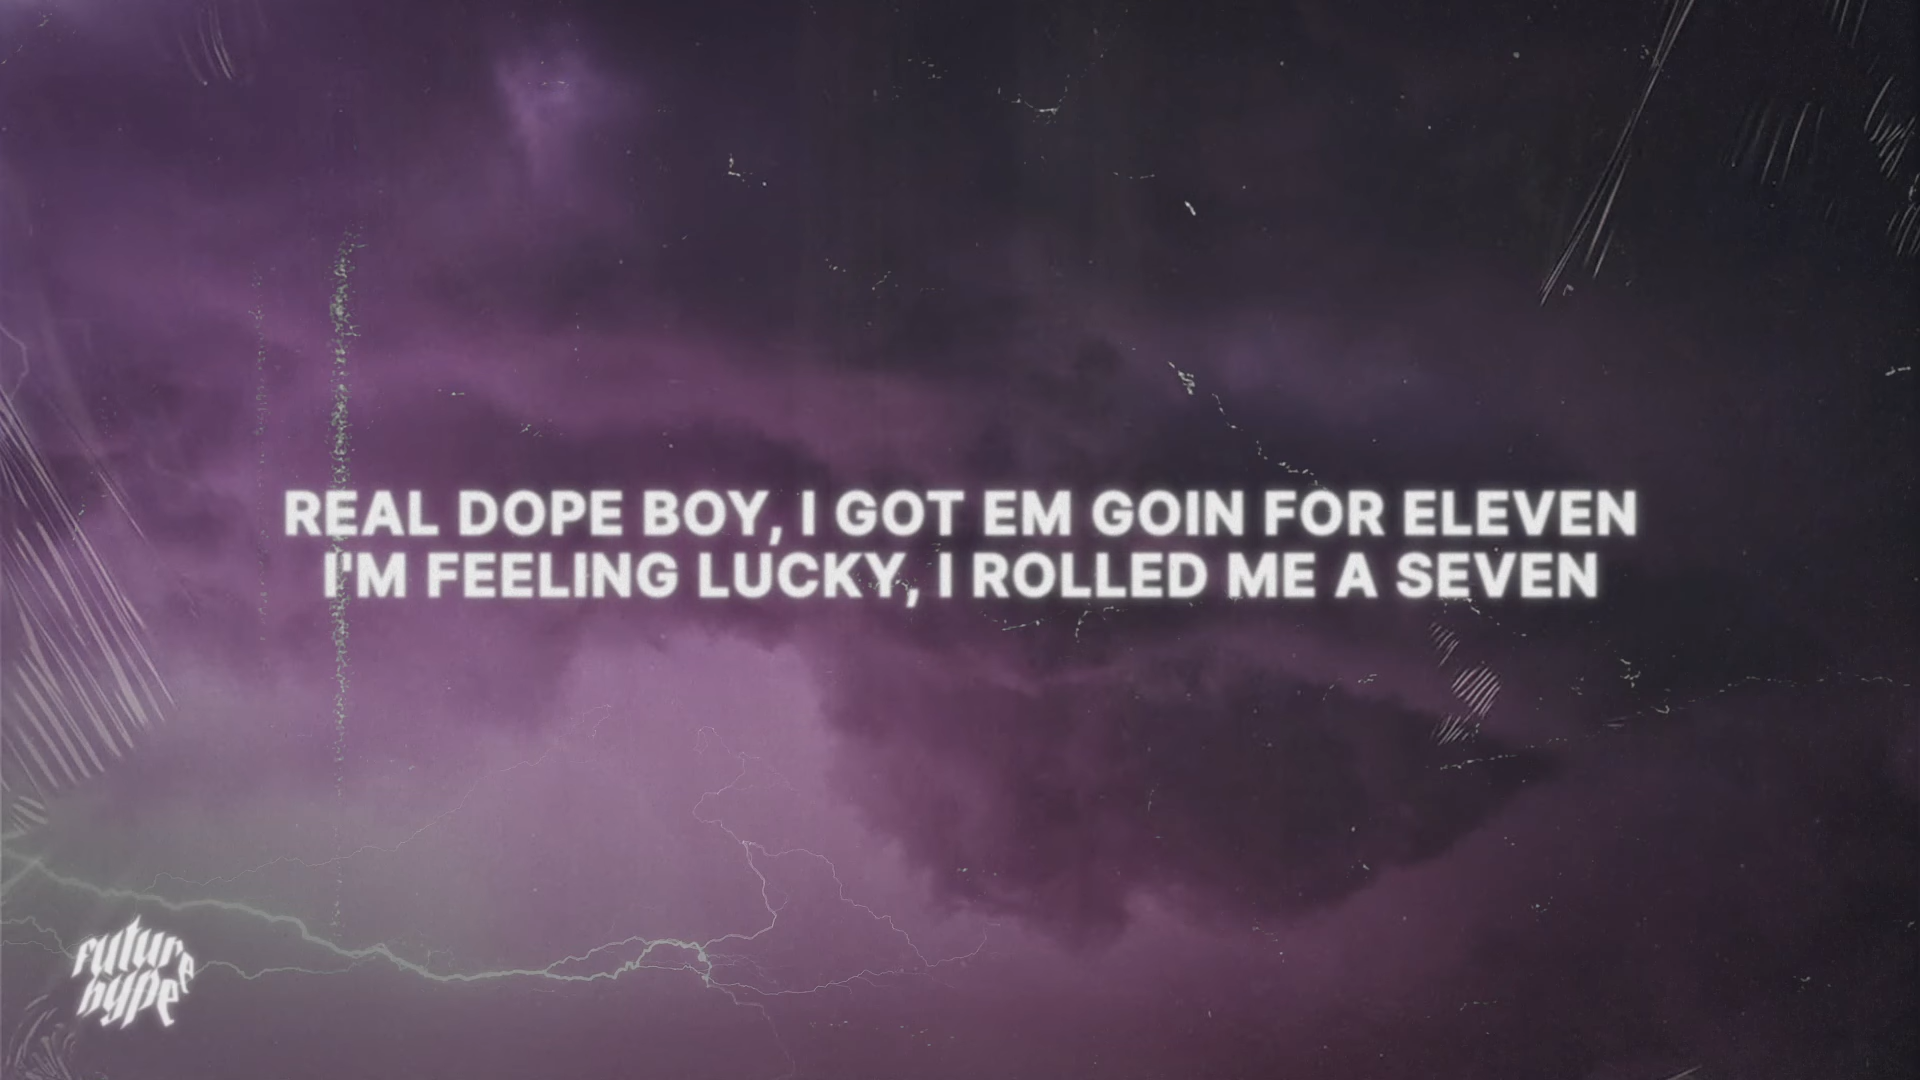 REAL DOPE BOY, I GOT EM GOIN FOR ELEVEN
I'M FEELING LUCKY, I ROLLED ME A SEVEN
future
hype